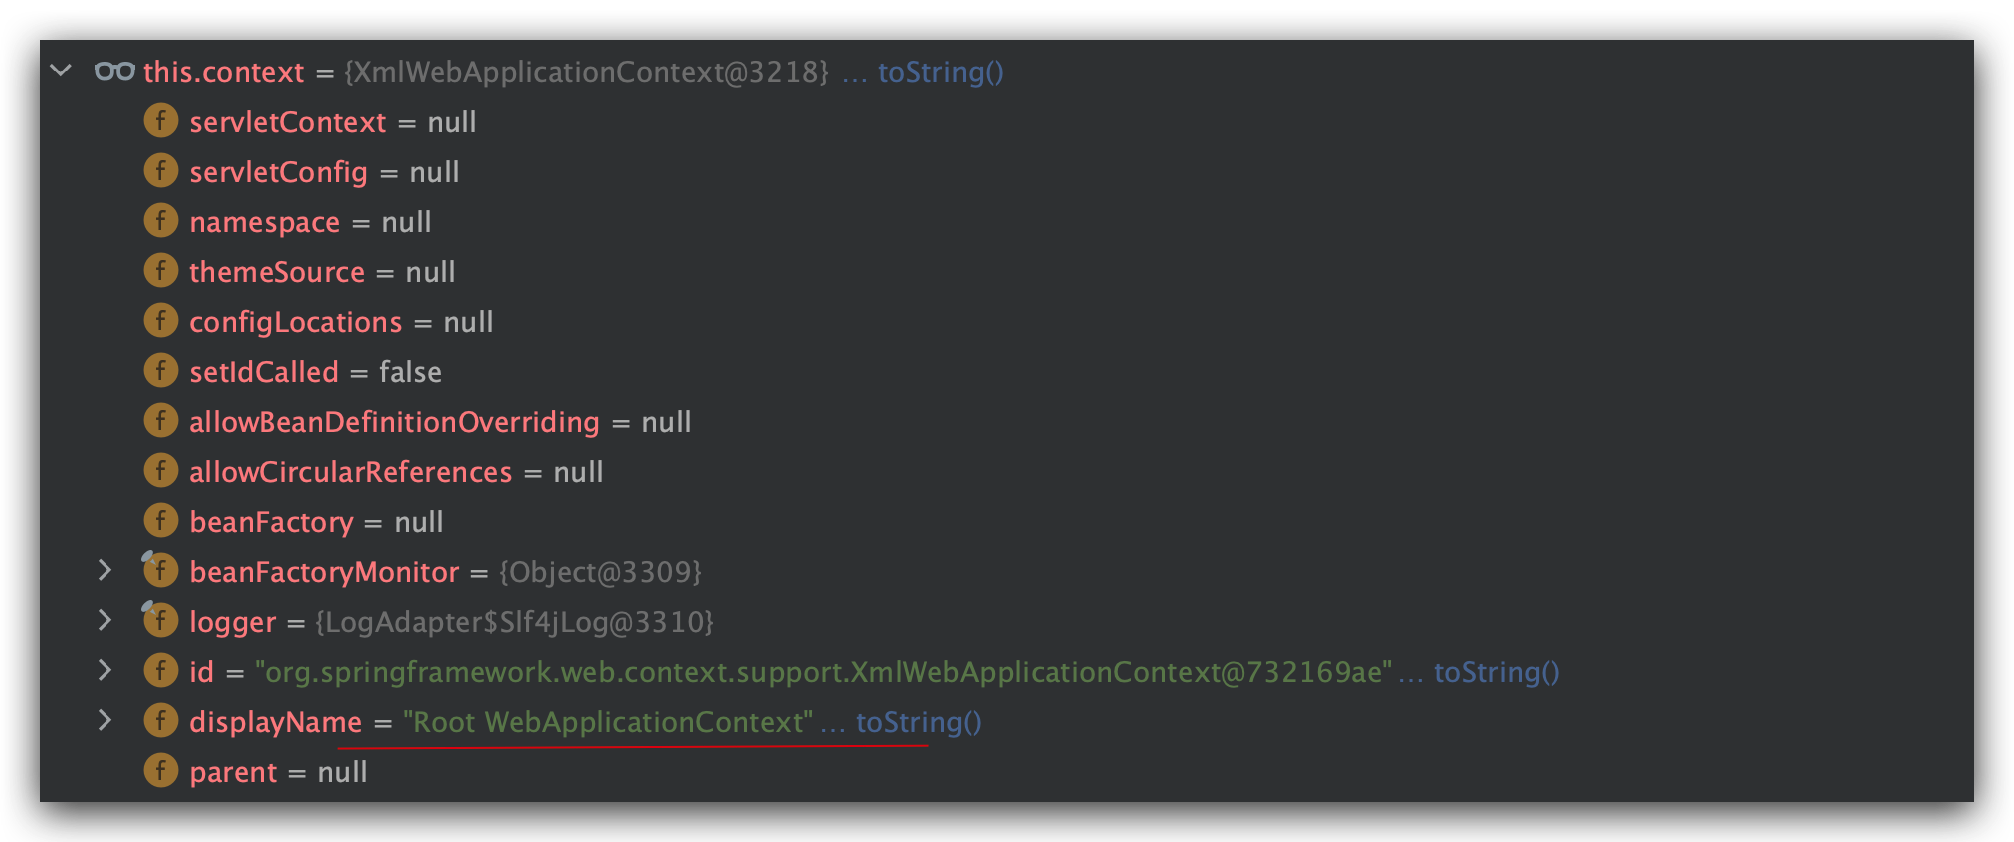 this.context = {XmlWebApplicationContext@3218} ... toString()
f servletContext = null
f servletConfig = null
f namespace = null
f themeSource = null
f configLocations = null
f setIdCalled = false
f allowBeanDefinitionOverriding = null
f allowCircularReferences = null
f beanFactory = null
f beanFactoryMonitor = {Object@3309}
f logger = {LogAdapter$Slf4jLog@3310}
f id = "org.springframework.web.context.support.XmlWebApplicationContext@732169ae" ... toString()
f displayName = "Root WebApplicationContext" ... toString()
f parent = null